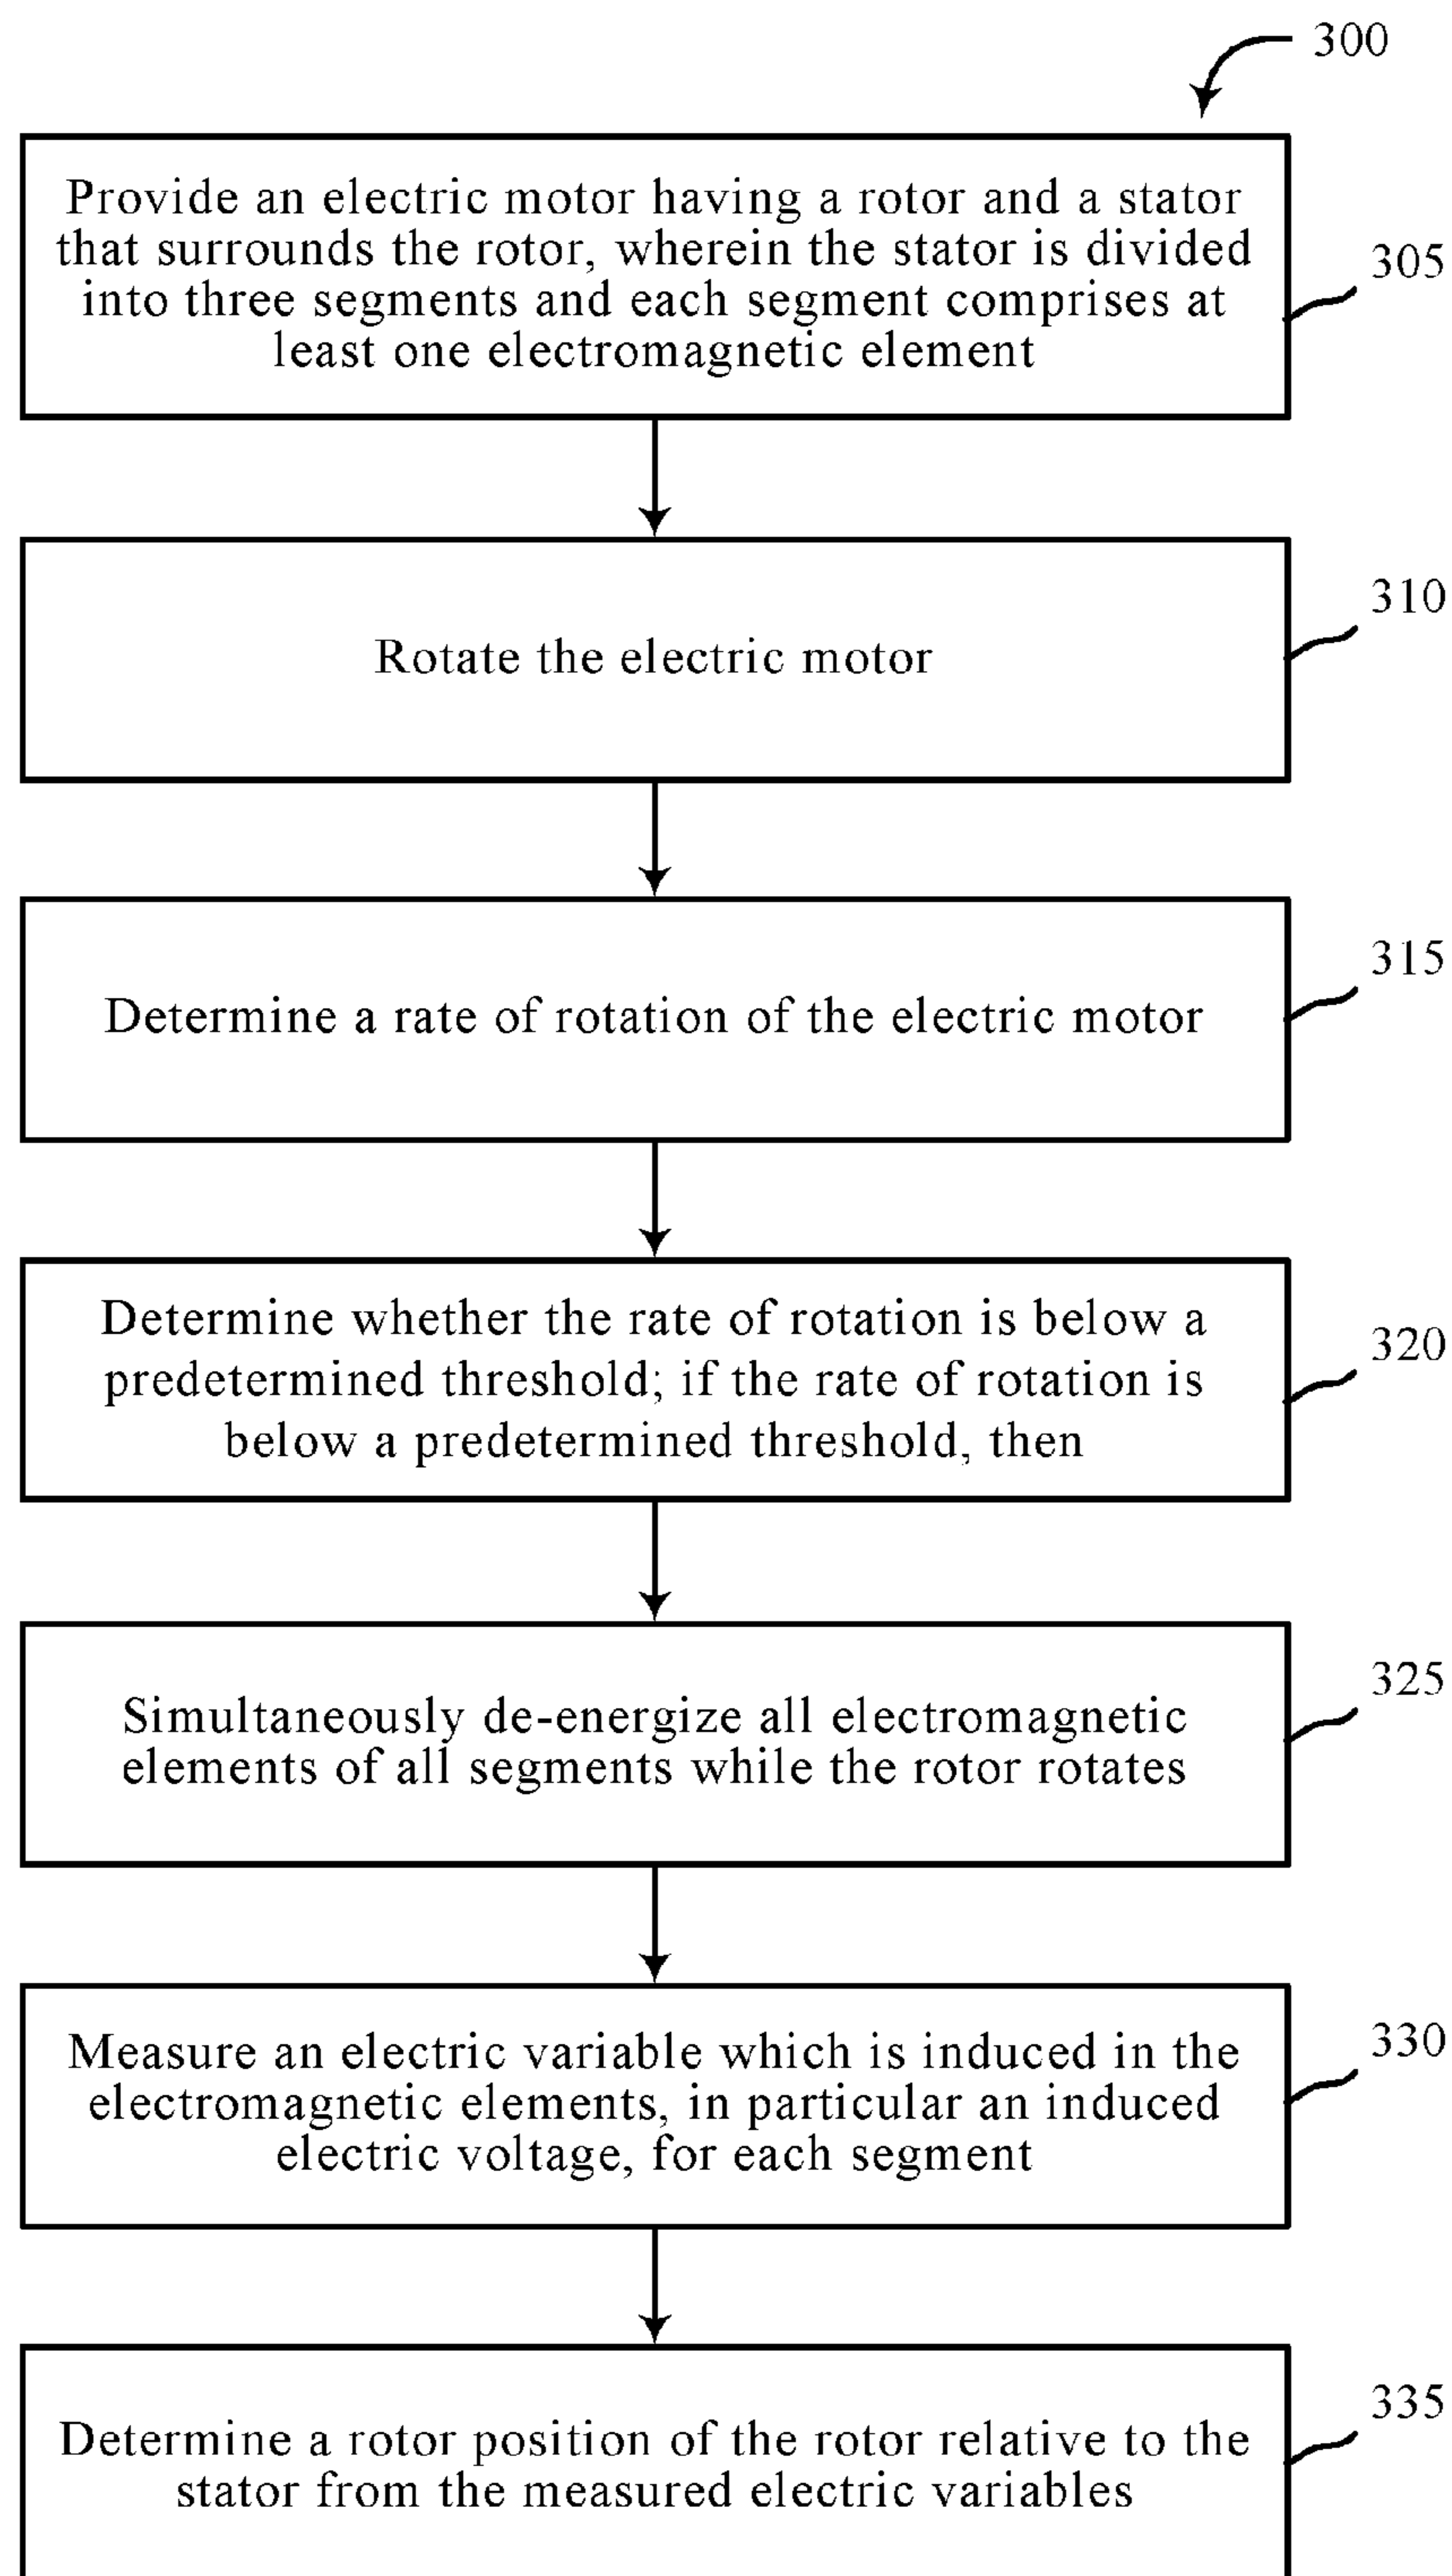 300
Provide an electric motor having a rotor and a stator
that surrounds the rotor, wherein the stator is divided
into three segments and each segment comprises at
least one electromagnetic element
305
Rotate the electric motor
310
Determine a rate of rotation of the electric motor
315
Determine whether the rate of rotation is below a
predetermined threshold; if the rate of rotation is
below a predetermined threshold, then
320
Simultaneously de-energize all electromagnetic
elements of all segments while the rotor rotates
325
Measure an electric variable which is induced in the
electromagnetic elements, in particular an induced
electric voltage, for each segment
330
Determine a rotor position of the rotor relative to the
stator from the measured electric variables
335